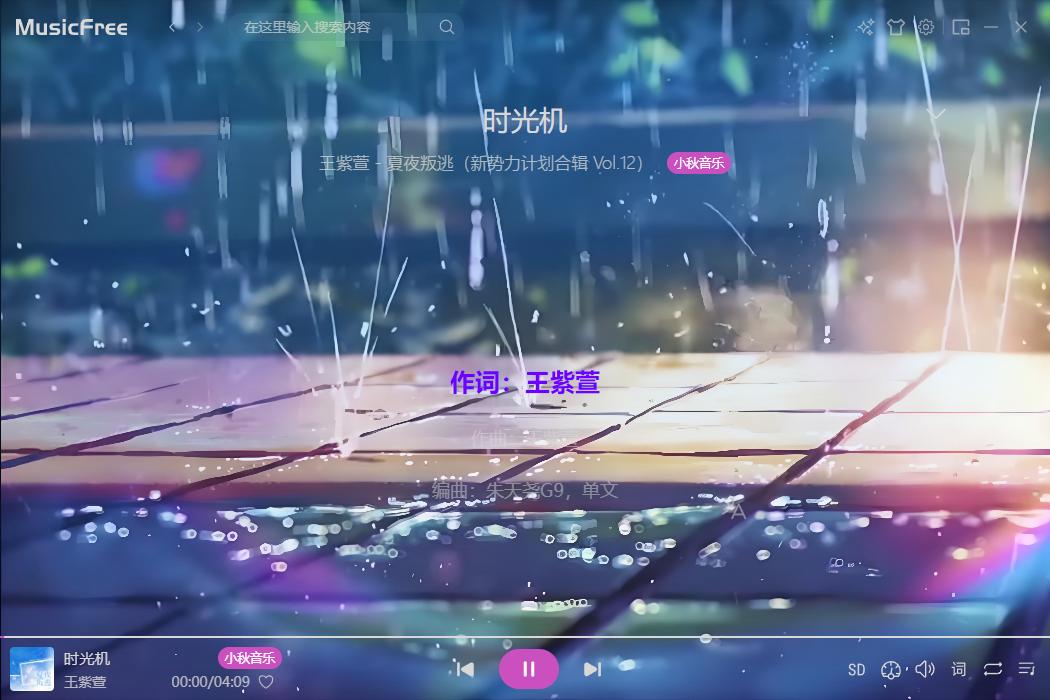 MusicFree
在这里输入搜索内容
时光机
王紫萱 - 夏夜叛逃（新势力计划合辑 Vol.12）
小秋音乐
作词：王紫萱
作曲：
编曲：朱天尧G9，单文
A
时光机
小秋音乐
王紫萱
00:00/04:09
SD
词